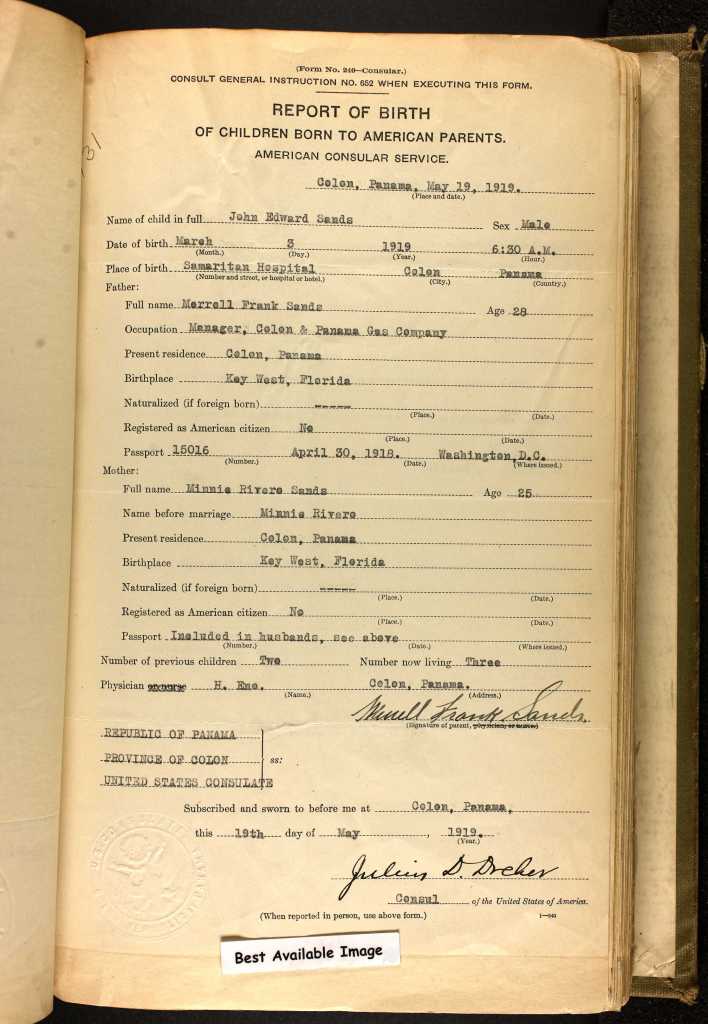 31
(Form No. 240—Consular.)
CONSULT GENERAL INSTRUCTION NO. 652 WHEN EXECUTING THIS FORM.
REPORT OF BIRTH
OF CHILDREN BORN TO AMERICAN PARENTS.
AMERICAN CONSULAR SERVICE.
Colon, Panama, May 19, 1919.
(Place and date.)
Name of child in full John Edward Sands Sex Male
Date of birth March 3 1919 6:30 A.M.
(Month.) (Day.) (Year.) (Hour.)
Place of birth Samaritan Hospital Colon Panama
(Number and street, or hospital or hotel.) (City.) (Country.)
Father:
Full name Merrell Frank Sands Age 28
Occupation Manager, Colon & Panama Gas Company
Present residence Colon, Panama
Birthplace Key West, Florida
Naturalized (if foreign born) -----
(Place.) (Date.)
Registered as American citizen No
(Place.) (Date.)
Passport 15016 April 30, 1918. Washington, D.C.
(Number.) (Date.) (Where issued.)
Mother:
Full name Minnie Rivero Sands Age 25
Name before marriage Minnie Rivero
Present residence Colon, Panama
Birthplace Key West, Florida
Naturalized (if foreign born) -----
(Place.) (Date.)
Registered as American citizen No
(Place.) (Date.)
Passport Included in husbands, see above
(Number.) (Date.) (Where issued.)
Number of previous children Two Number now living Three
Physician H. Eno. Colon, Panama.
(Name.) (Address.)
Merrell Frank Sands.
(Signature of parent, physician, or nurse.)
REPUBLIC OF PANAMA
PROVINCE OF COLON ss:
UNITED STATES CONSULATE
Subscribed and sworn to before me at Colon, Panama,
this 19th day of May, 1919.
(Year.)
Julius D. Dreher
Consul of the United States of America.
(When reported in person, use above form.) 1—240
Best Available Image